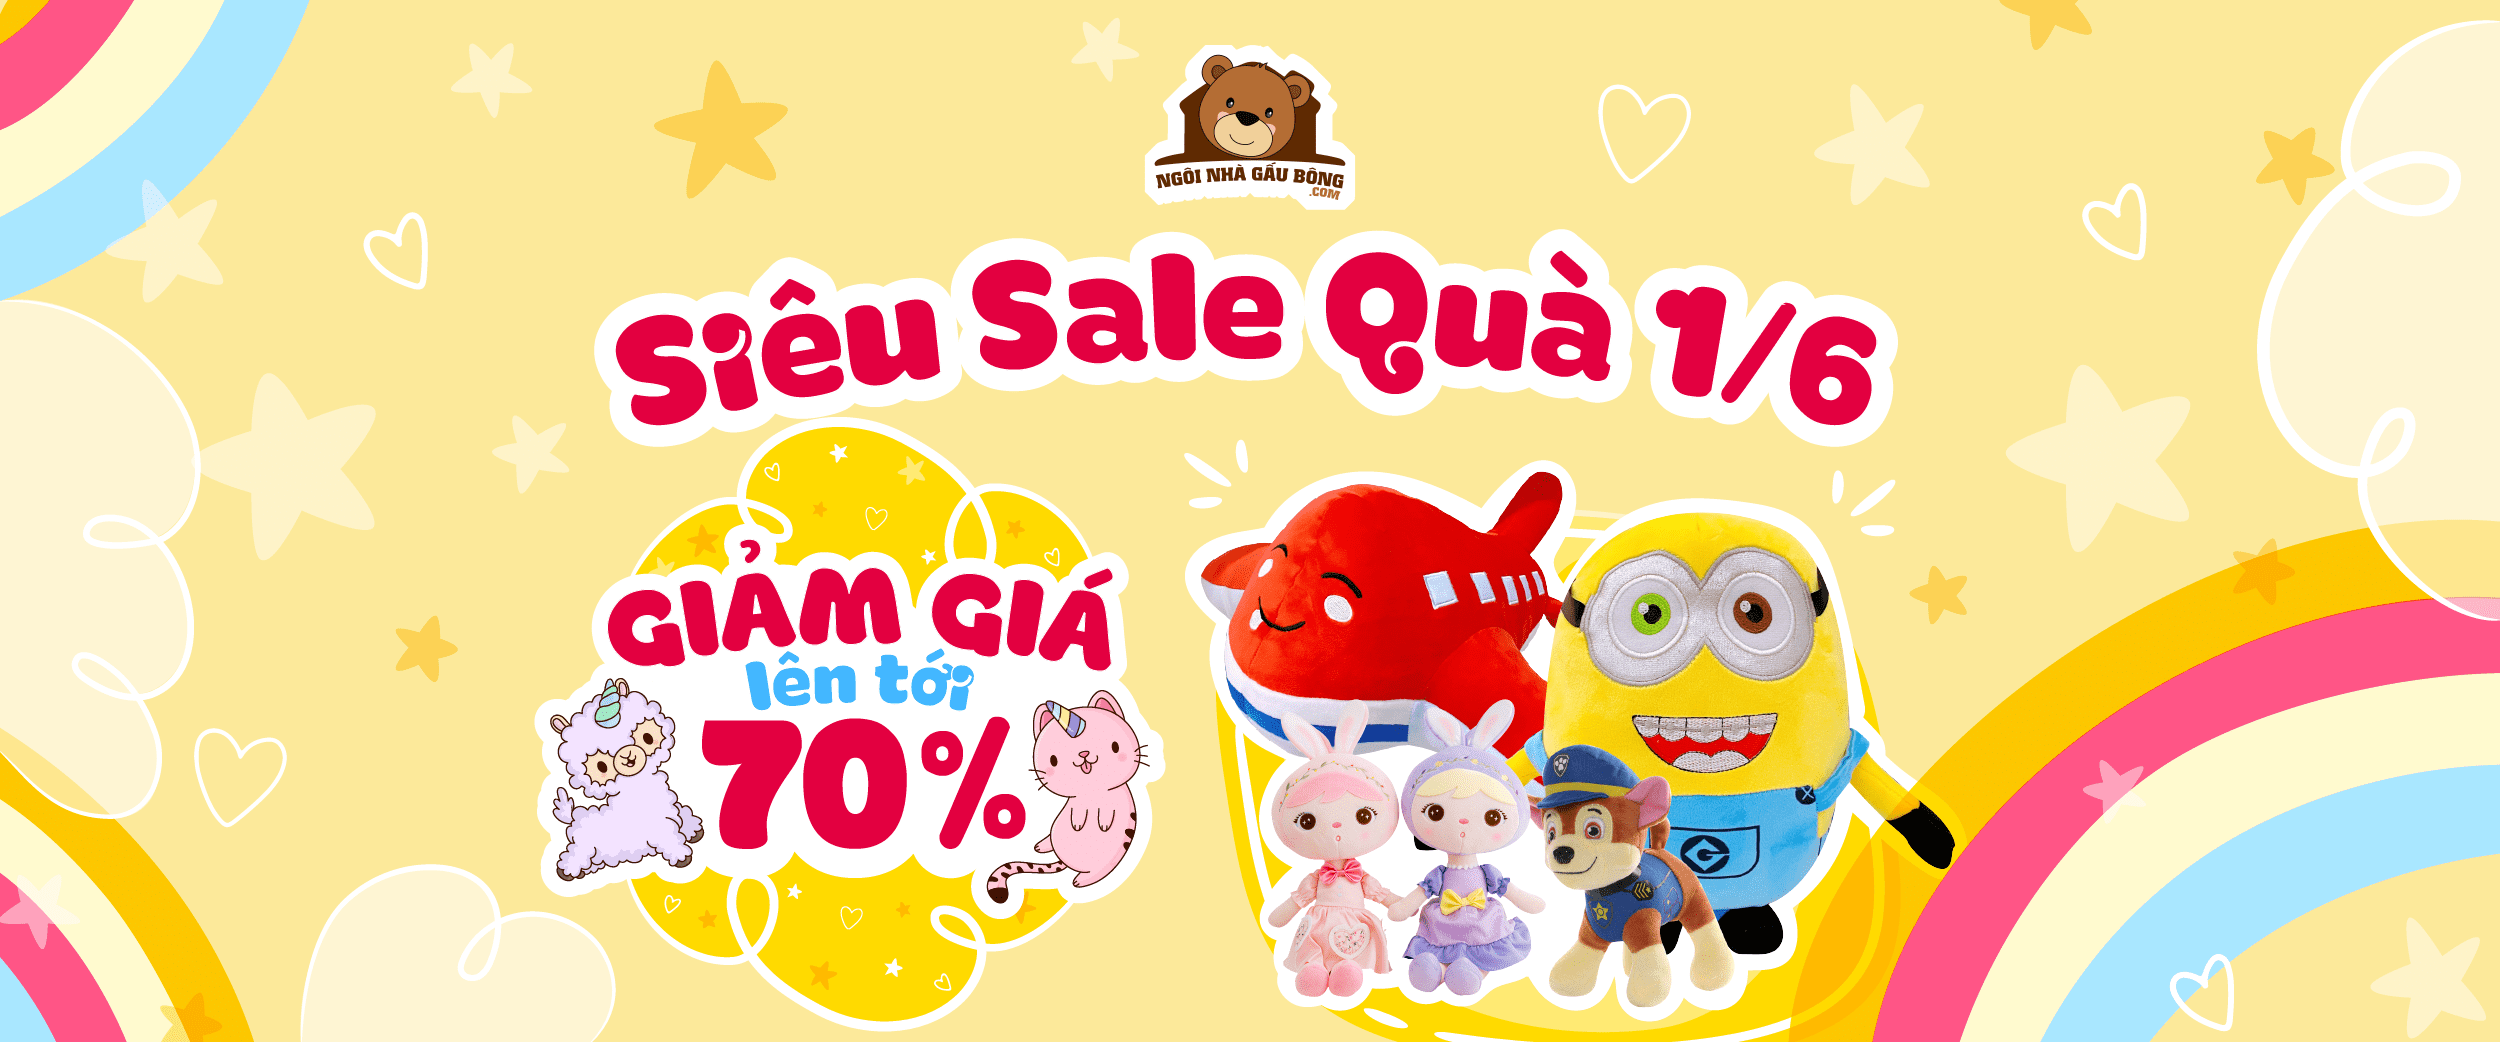 NGÔI NHÀ GẤU BÔNG
.COM
Siêu Sale Quà 1/6
GIẢM GIÁ
lên tới
70%
G